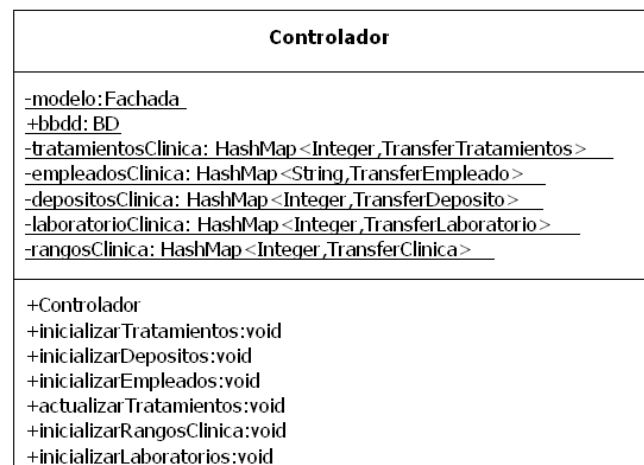 Controlador
-modelo:Fachada
+bbdd: BD
-tratamientosClinica: HashMap<Integer,TransferTratamientos>
-empleadosClinica: HashMap<String,TransferEmpleado>
-depositosClinica: HashMap<Integer,TransferDeposito>
-laboratorioClinica: HashMap<Integer,TransferLaboratorio>
-rangosClinica: HashMap<Integer,TransferClinica>
+Controlador
+inicializarTratamientos:void
+inicializarDepositos:void
+inicializarEmpleados:void
+actualizarTratamientos:void
+inicializarRangosClinica:void
+inicializarLaboratorios:void